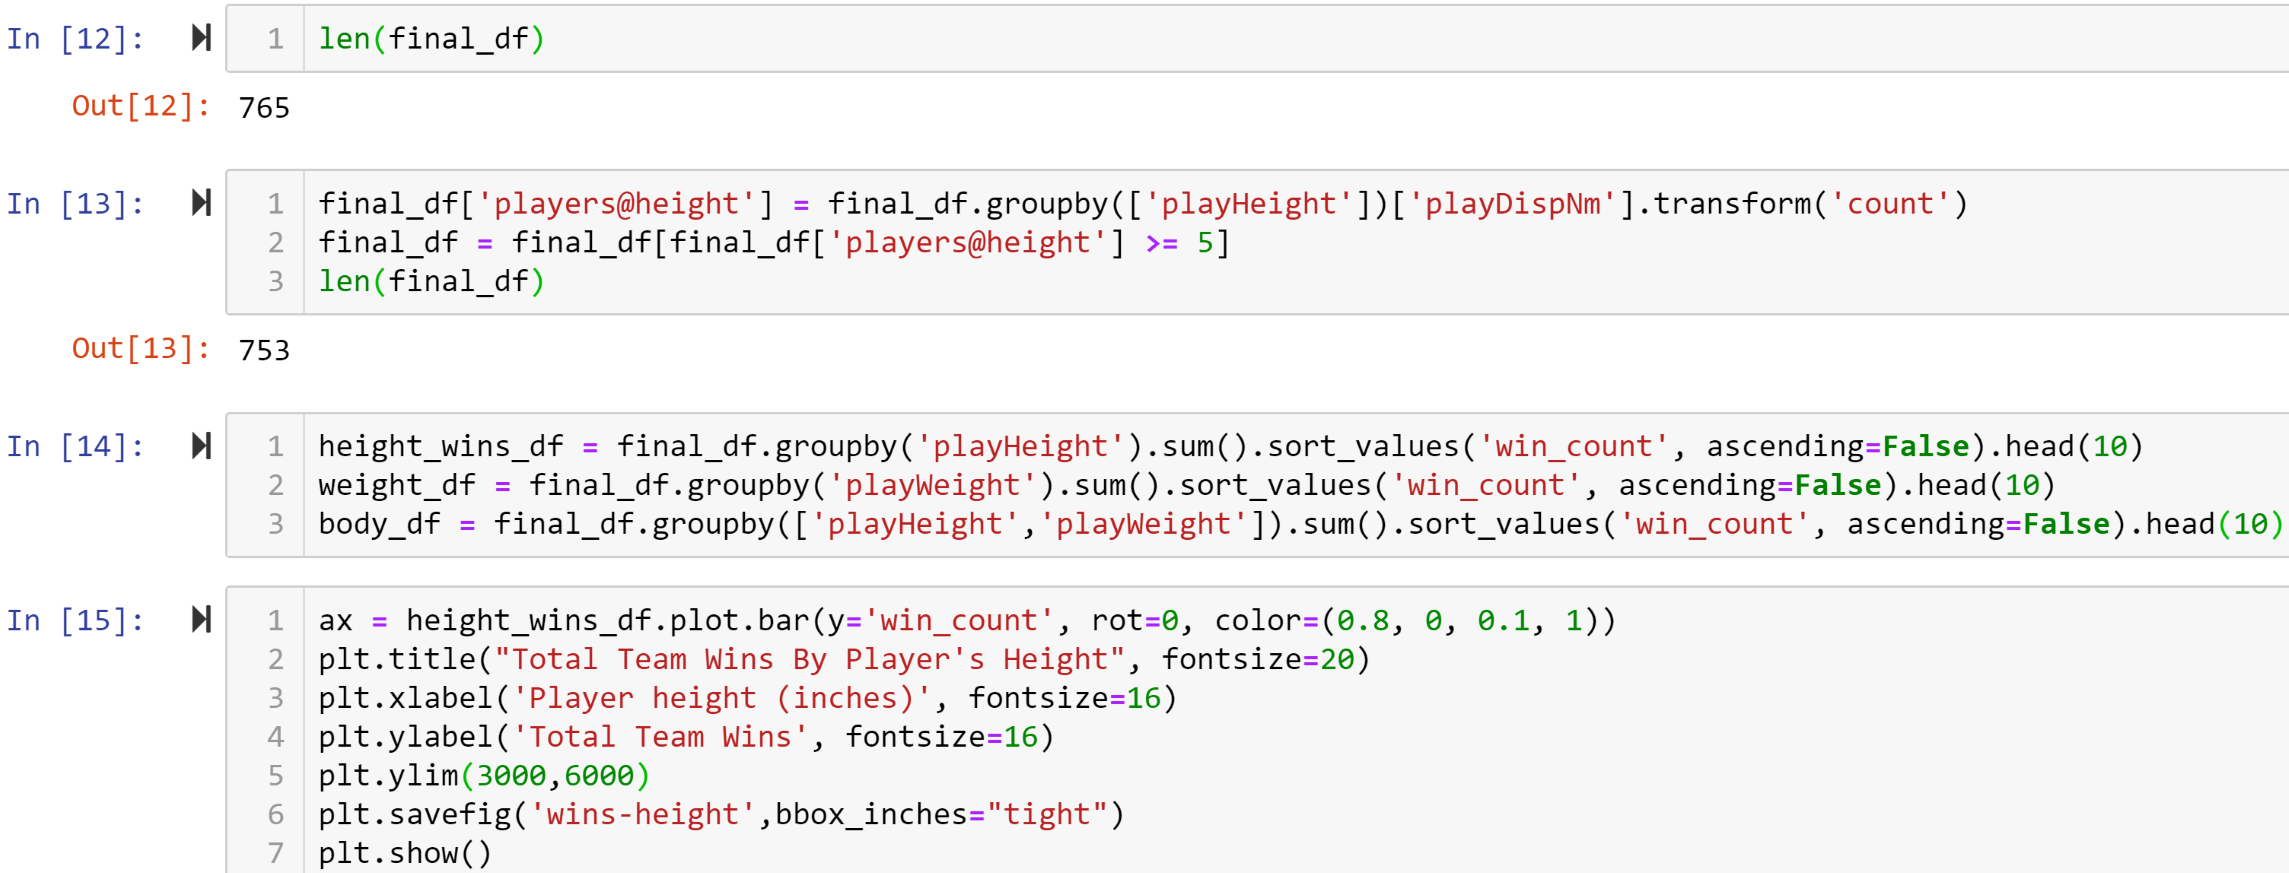 In [12]: 1 len(final_df)
Out[12]: 765
In [13]: 1 final_df['players@height'] = final_df.groupby(['playHeight'])['playDispNm'].transform('count')
2 final_df = final_df[final_df['players@height'] >= 5]
3 len(final_df)
Out[13]: 753
In [14]: 1 height_wins_df = final_df.groupby('playHeight').sum().sort_values('win_count', ascending=False).head(10)
2 weight_df = final_df.groupby('playWeight').sum().sort_values('win_count', ascending=False).head(10)
3 body_df = final_df.groupby(['playHeight','playWeight']).sum().sort_values('win_count', ascending=False).head(10)
In [15]: 1 ax = height_wins_df.plot.bar(y='win_count', rot=0, color=(0.8, 0, 0.1, 1))
2 plt.title("Total Team Wins By Player's Height", fontsize=20)
3 plt.xlabel('Player height (inches)', fontsize=16)
4 plt.ylabel('Total Team Wins', fontsize=16)
5 plt.ylim(3000,6000)
6 plt.savefig('wins-height',bbox_inches="tight")
7 plt.show()